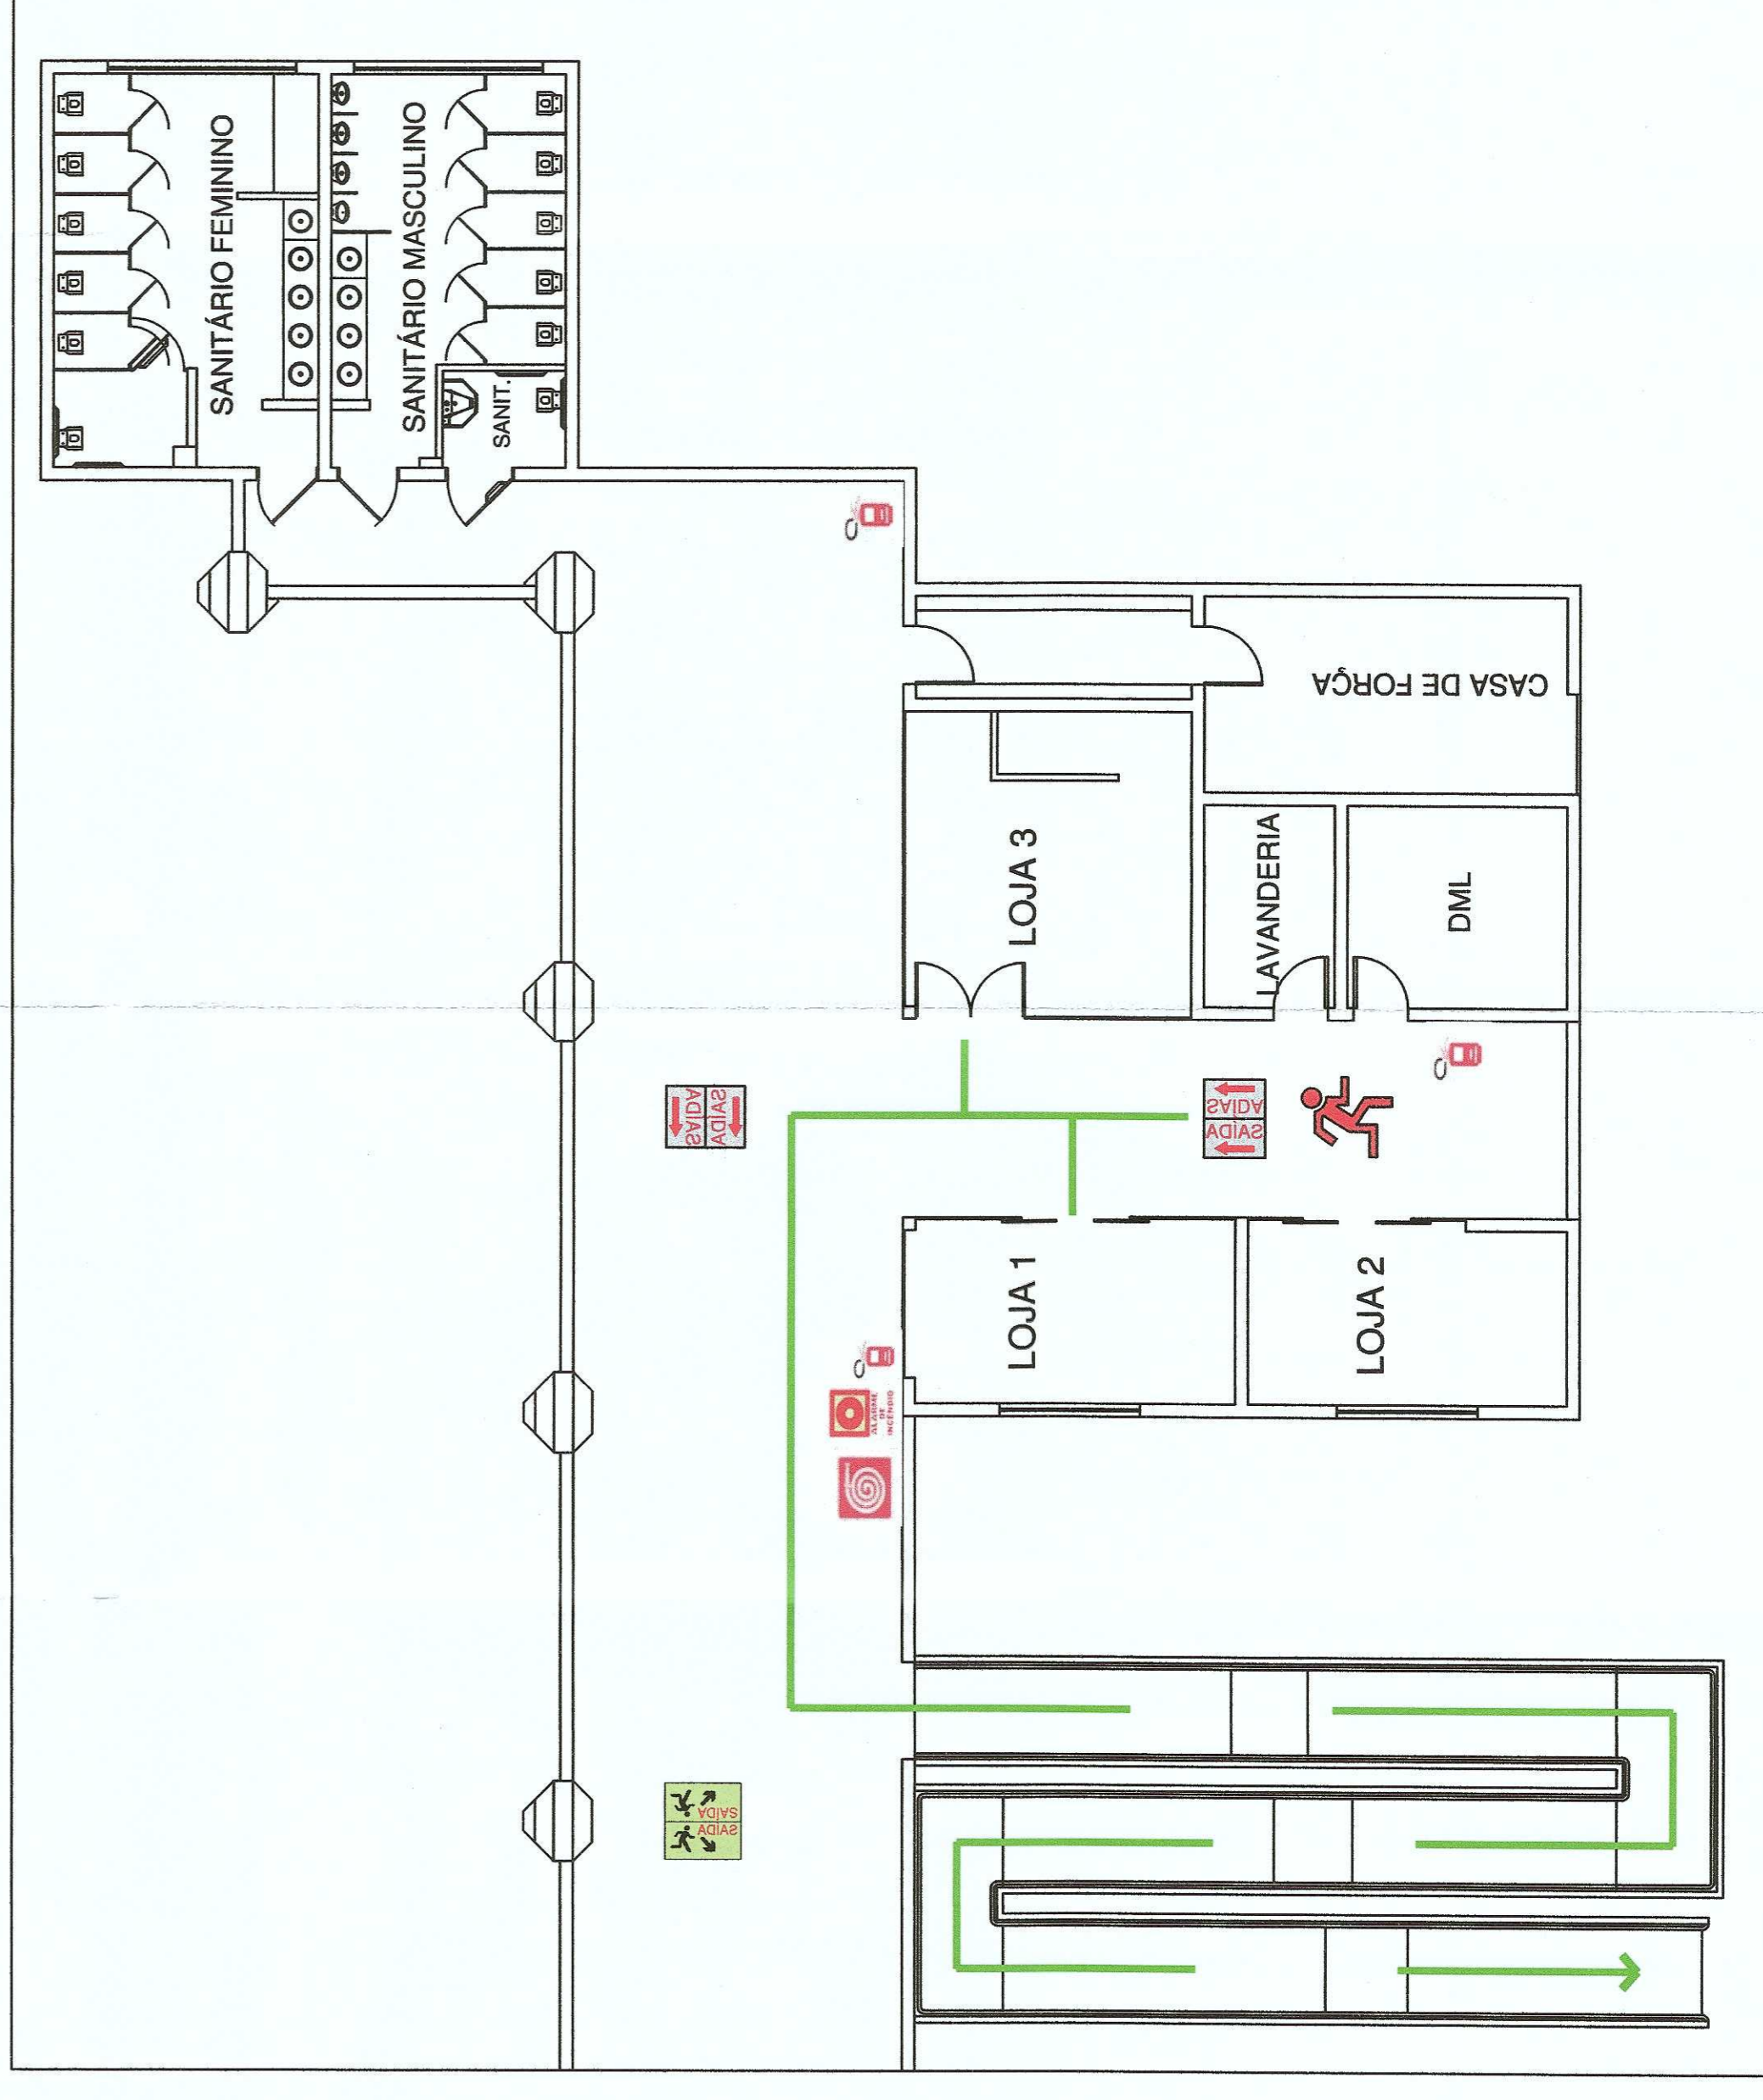 SANITÁRIO FEMININO
SANITÁRIO MASCULINO
SANIT.
CASA DE FORÇA
LOJA 3
LAVANDERIA
DML
SAÍDA
SAÍDA
SAÍDA
SAÍDA
LOJA 1
LOJA 2
ALARME
DE
INCÊNDIO
SAÍDA
SAÍDA